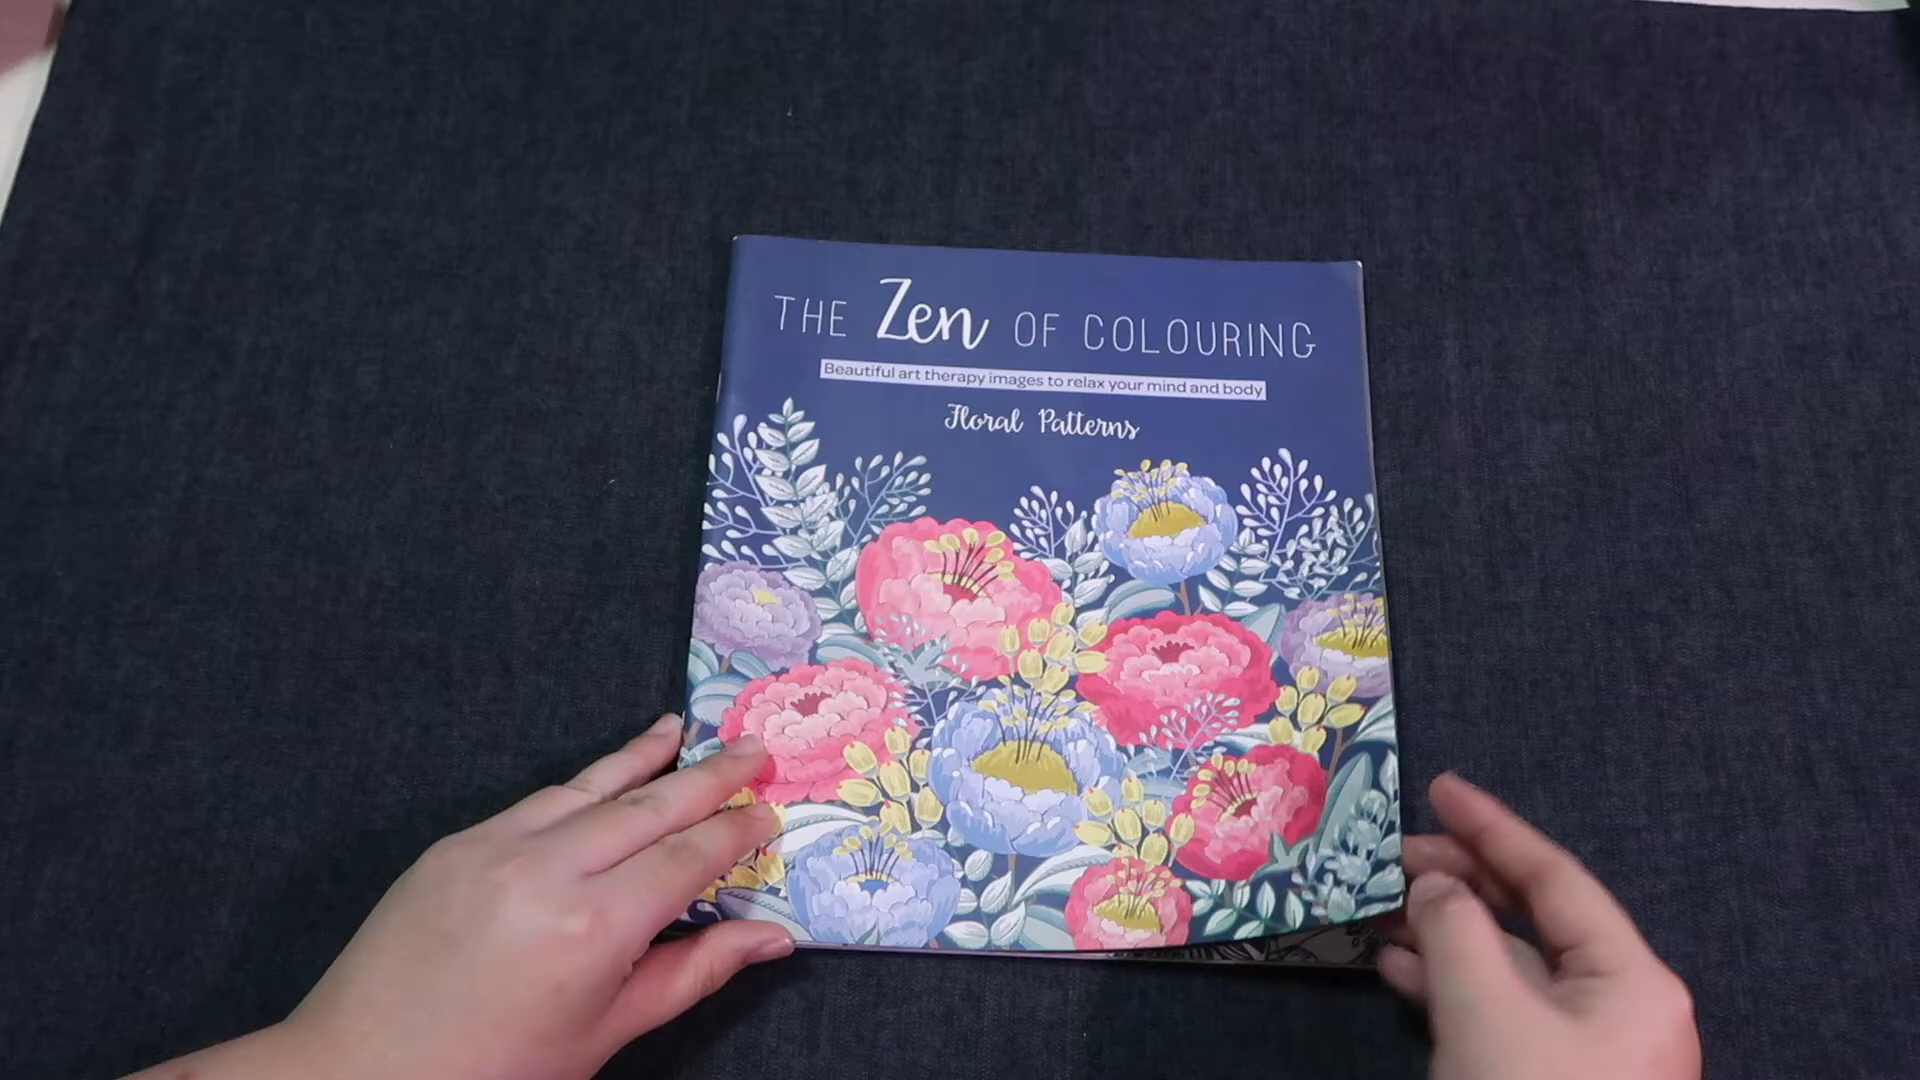 THE Zen OF COLOURING
Beautiful art therapy images to relax your mind and body
Floral Patterns